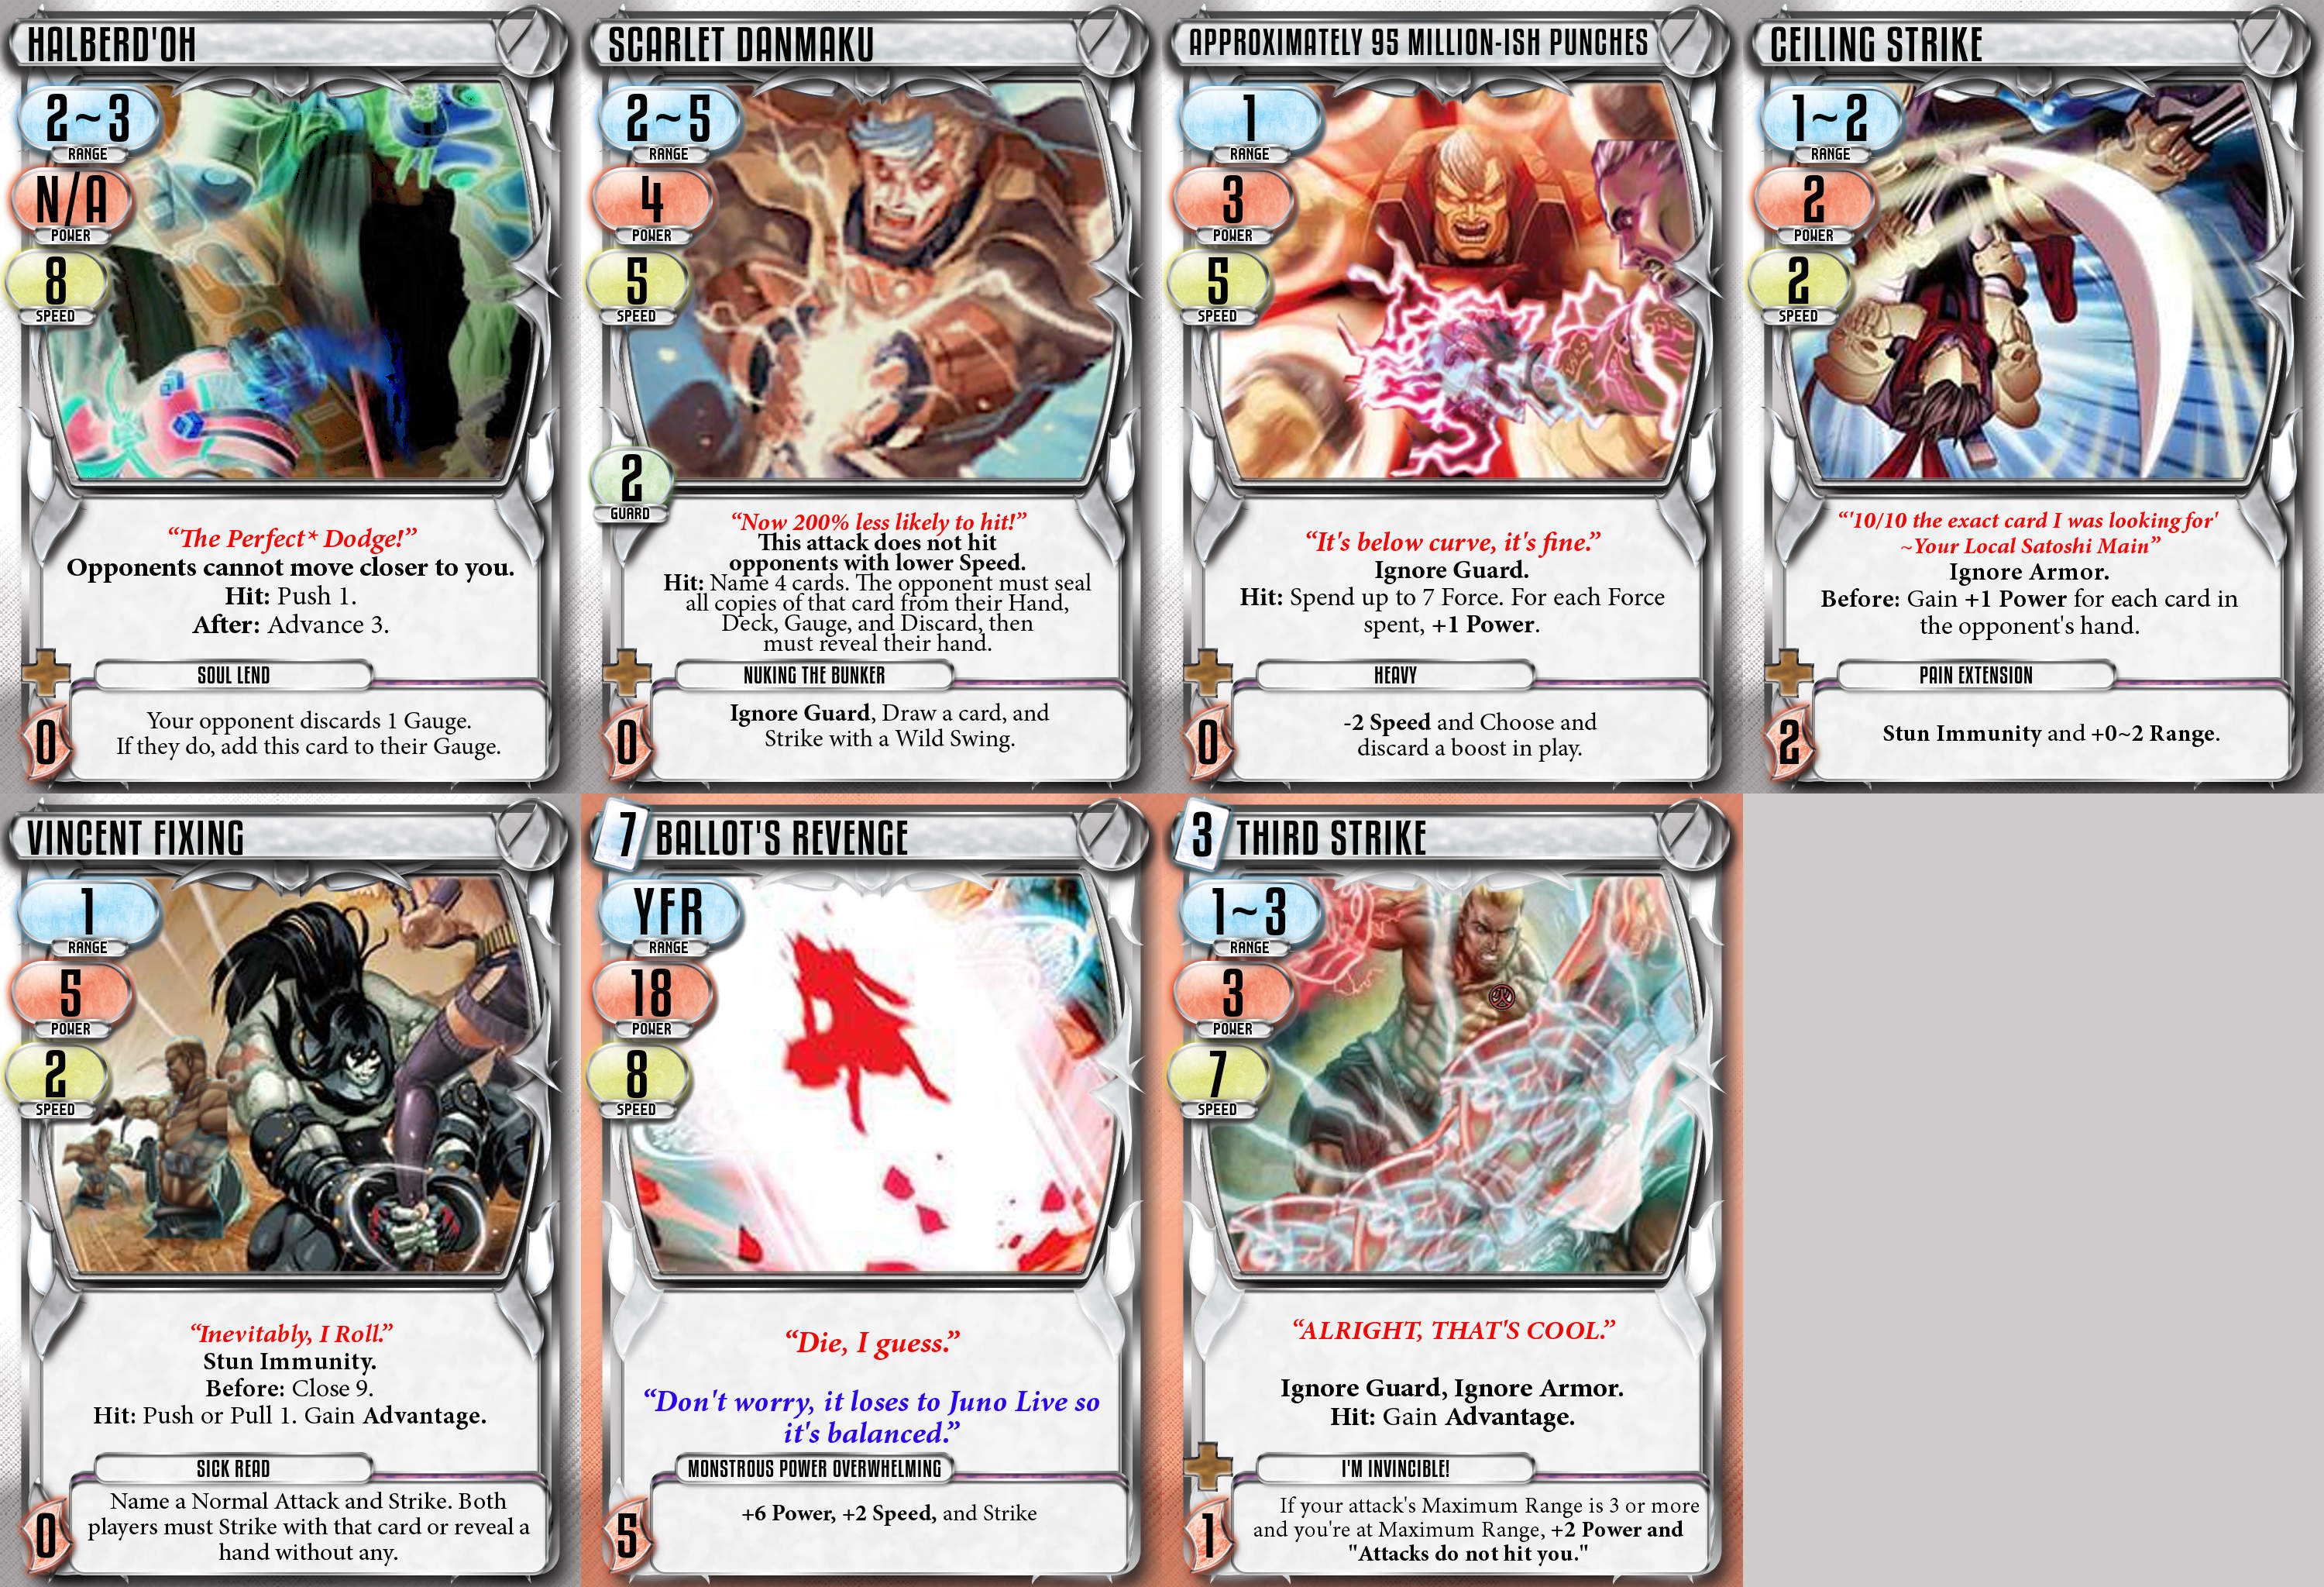 HALBERD'OH
2~3
RANGE
N/A
POWER
8
SPEED
“The Perfect* Dodge!”
Opponents cannot move closer to you.
Hit: Push 1.
After: Advance 3.
SOUL LEND
0
Your opponent discards 1 Gauge.
If they do, add this card to their Gauge.
SCARLET DANMAKU
2~5
RANGE
4
POWER
5
SPEED
2
GUARD
“Now 200% less likely to hit!”
This attack does not hit
opponents with lower Speed.
Hit: Name 4 cards. The opponent must seal
all copies of that card from their Hand,
Deck, Gauge, and Discard, then
must reveal their hand.
NUKING THE BUNKER
0
Ignore Guard, Draw a card, and
Strike with a Wild Swing.
APPROXIMATELY 95 MILLION-ISH PUNCHES
1
RANGE
3
POWER
5
SPEED
“It's below curve, it's fine.”
Ignore Guard.
Hit: Spend up to 7 Force. For each Force
spent, +1 Power.
HEAVY
0
-2 Speed and Choose and
discard a boost in play.
CEILING STRIKE
1~2
RANGE
2
POWER
2
SPEED
“'10/10 the exact card I was looking for'
~Your Local Satoshi Main”
Ignore Armor.
Before: Gain +1 Power for each card in
the opponent's hand.
PAIN EXTENSION
2
Stun Immunity and +0~2 Range.
VINCENT FIXING
1
RANGE
5
POWER
2
SPEED
“Inevitably, I Roll.”
Stun Immunity.
Before: Close 9.
Hit: Push or Pull 1. Gain Advantage.
SICK READ
0
Name a Normal Attack and Strike. Both
players must Strike with that card or reveal a
hand without any.
7 BALLOT'S REVENGE
YFR
RANGE
18
POWER
8
SPEED
“Die, I guess.”
“Don't worry, it loses to Juno Live so
it's balanced.”
MONSTROUS POWER OVERWHELMING
5
+6 Power, +2 Speed, and Strike
3 THIRD STRIKE
1~3
RANGE
3
POWER
7
SPEED
“ALRIGHT, THAT'S COOL.”
Ignore Guard, Ignore Armor.
Hit: Gain Advantage.
I'M INVINCIBLE!
1
If your attack's Maximum Range is 3 or more
and you're at Maximum Range, +2 Power and
"Attacks do not hit you."